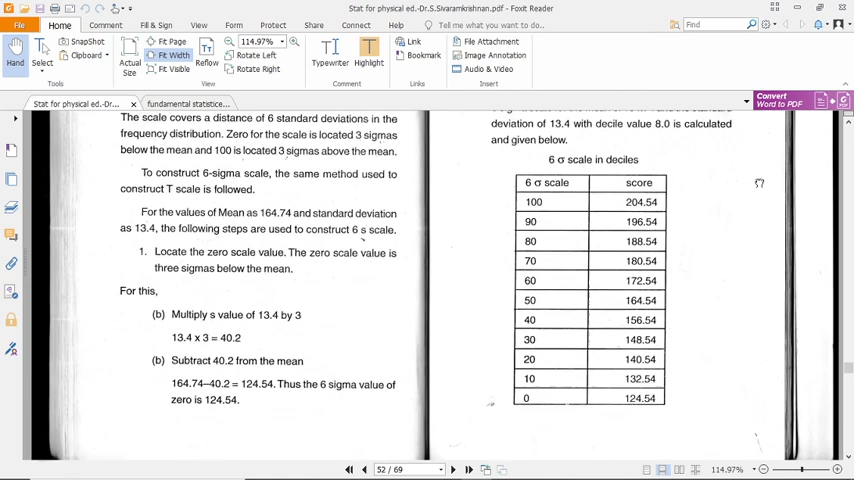 Stat for physical ed.-Dr.S.Sivaramkrishnan.pdf - Foxit Reader
File Home Comment Fill & Sign View Form Protect Share Connect Help Tell me what you want to do... Find
Hand
Select
SnapShot
Clipboard
Actual Size
Fit Page
Fit Width
Fit Visible
Reflow
114.97%
Rotate Left
Rotate Right
Typewriter
Highlight
Link
Bookmark
File Attachment
Image Annotation
Audio & Video
Tools View Comment Links Insert
Stat for physical ed.-Dr.... fundamental statistice...
Convert
Word to PDF
The scale covers a distance of 6 standard deviations in the
frequency distribution. Zero for the scale is located 3 sigmas
below the mean and 100 is located 3 sigmas above the mean.
To construct 6-sigma scale, the same method used to
construct T scale is followed.
For the values of Mean as 164.74 and standard deviation
as 13.4, the following steps are used to construct 6 s scale.
1. Locate the zero scale value. The zero scale value is
three sigmas below the mean.
For this,
(b) Multiply s value of 13.4 by 3
13.4 x 3 = 40.2
(b) Subtract 40.2 from the mean
164.74–40.2 = 124.54. Thus the 6 sigma value of
zero is 124.54.
deviation of 13.4 with decile value 8.0 is calculated
and given below.
6 σ scale in deciles
6 σ scale score
100 204.54
90 196.54
80 188.54
70 180.54
60 172.54
50 164.54
40 156.54
30 148.54
20 140.54
10 132.54
0 124.54
52 / 69
114.97%